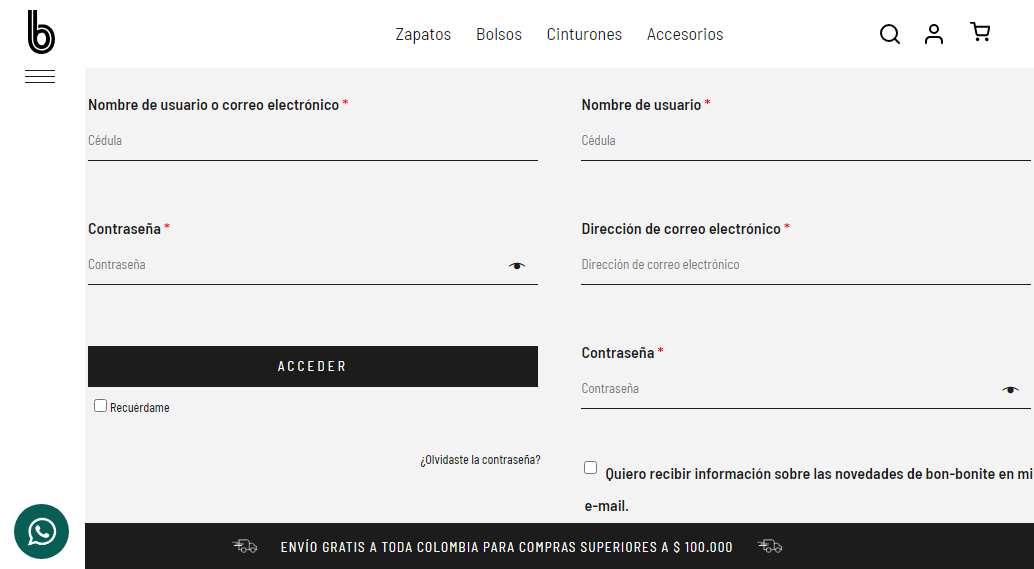 b
Zapatos Bolsos Cinturones Accesorios
Nombre de usuario o correo electrónico *
Cédula
Contraseña *
Contraseña
ACCEDER
Recuérdame
¿Olvidaste la contraseña?
Nombre de usuario *
Cédula
Dirección de correo electrónico *
Dirección de correo electrónico
Contraseña *
Contraseña
Quiero recibir información sobre las novedades de bon-bonite en mi
e-mail.
ENVÍO GRATIS A TODA COLOMBIA PARA COMPRAS SUPERIORES A $ 100.000